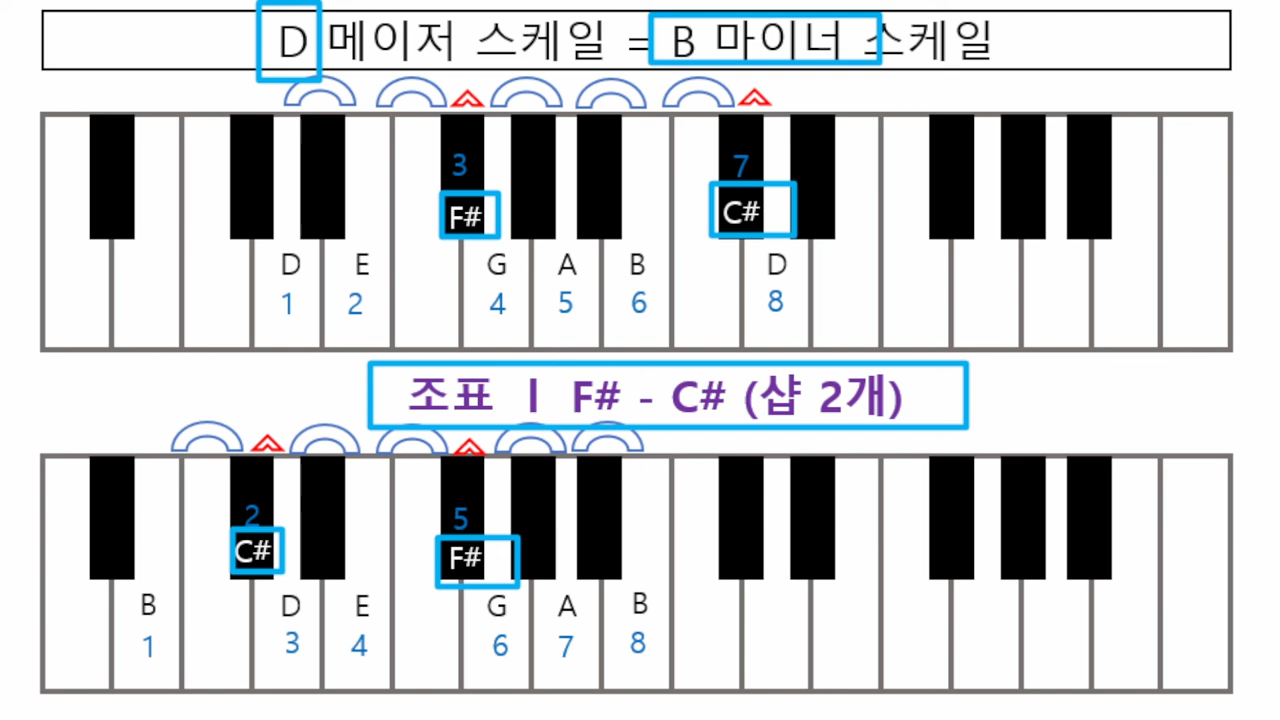 D 메이저 스케일 = B 마이너 스케일
3 7
F# C#
D E G A B D
1 2 4 5 6 8
조표 ㅣ F# - C# (샵 2개)
2 5
C# F#
B D E G A B
1 3 4 6 7 8